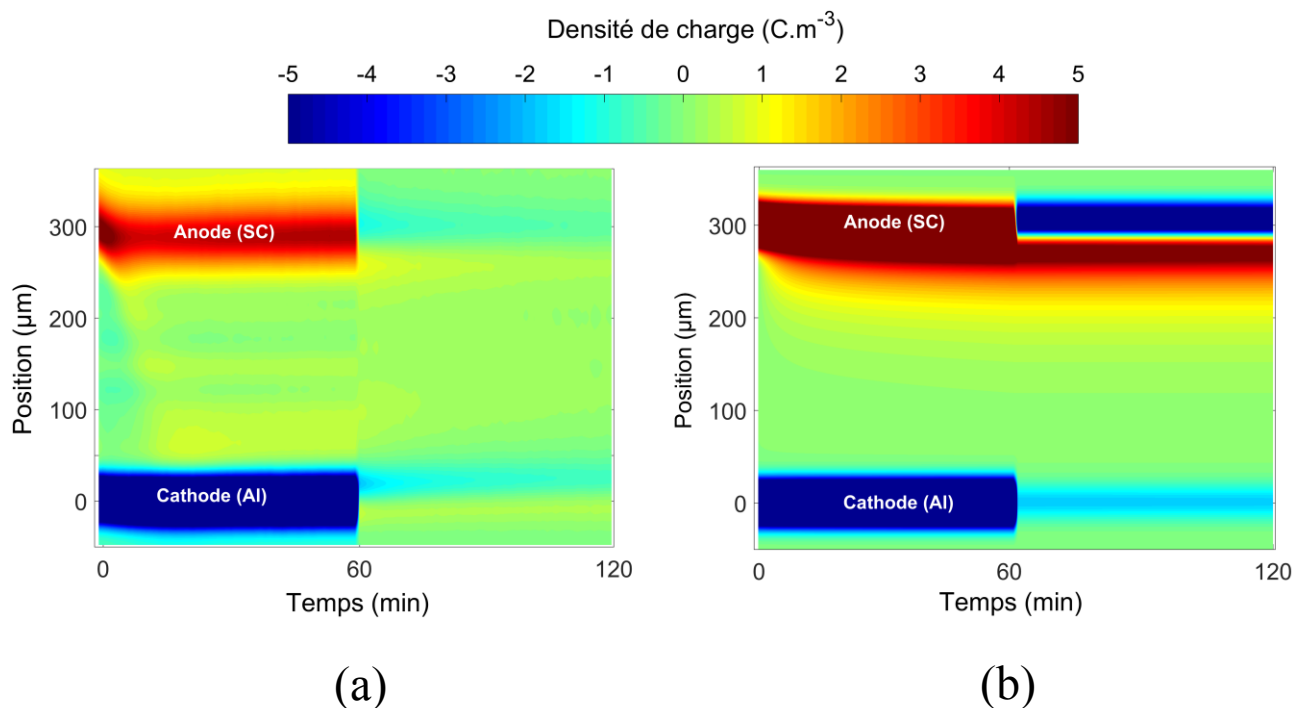 Densité de charge (C.m-3)
-5 -4 -3 -2 -1 0 1 2 3 4 5
Position (µm)
300
200
100
0
Anode (SC)
Cathode (Al)
0 60 120
Temps (min)
(a)
Position (µm)
300
200
100
0
Anode (SC)
Cathode (Al)
0 60 120
Temps (min)
(b)